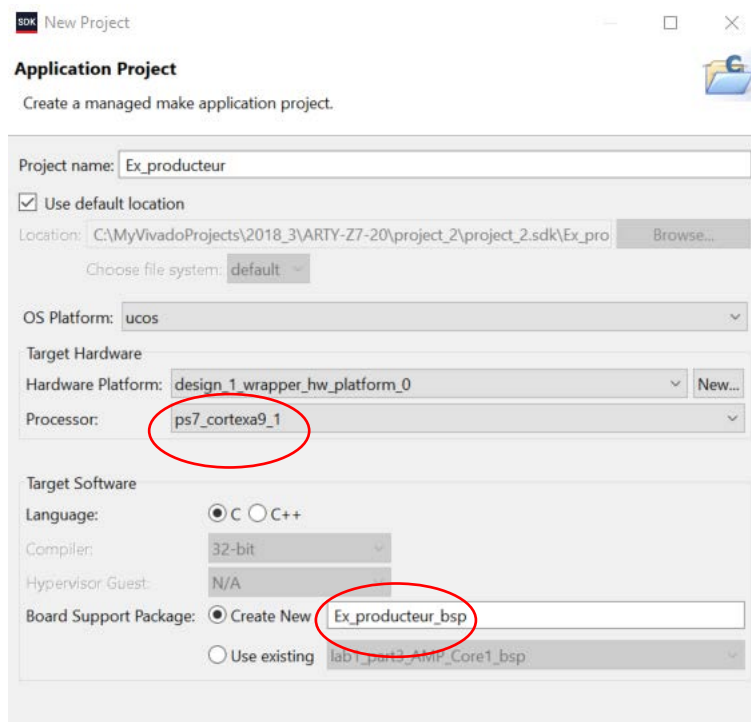 SDK New Project
Application Project
Create a managed make application project.
Project name: Ex_producteur
Use default location
Location: C:\MyVivadoProjects\2018_3\ARTY-Z7-20\project_2\project_2.sdk\Ex_pro Browse...
Choose file system: default
OS Platform: ucos
Target Hardware
Hardware Platform: design_1_wrapper_hw_platform_0 New...
Processor: ps7_cortexa9_1
Target Software
Language: C C++
Compiler: 32-bit
Hypervisor Guest: N/A
Board Support Package: Create New Ex_producteur_bsp
Use existing lab1_part3_AMP_Core1_bsp